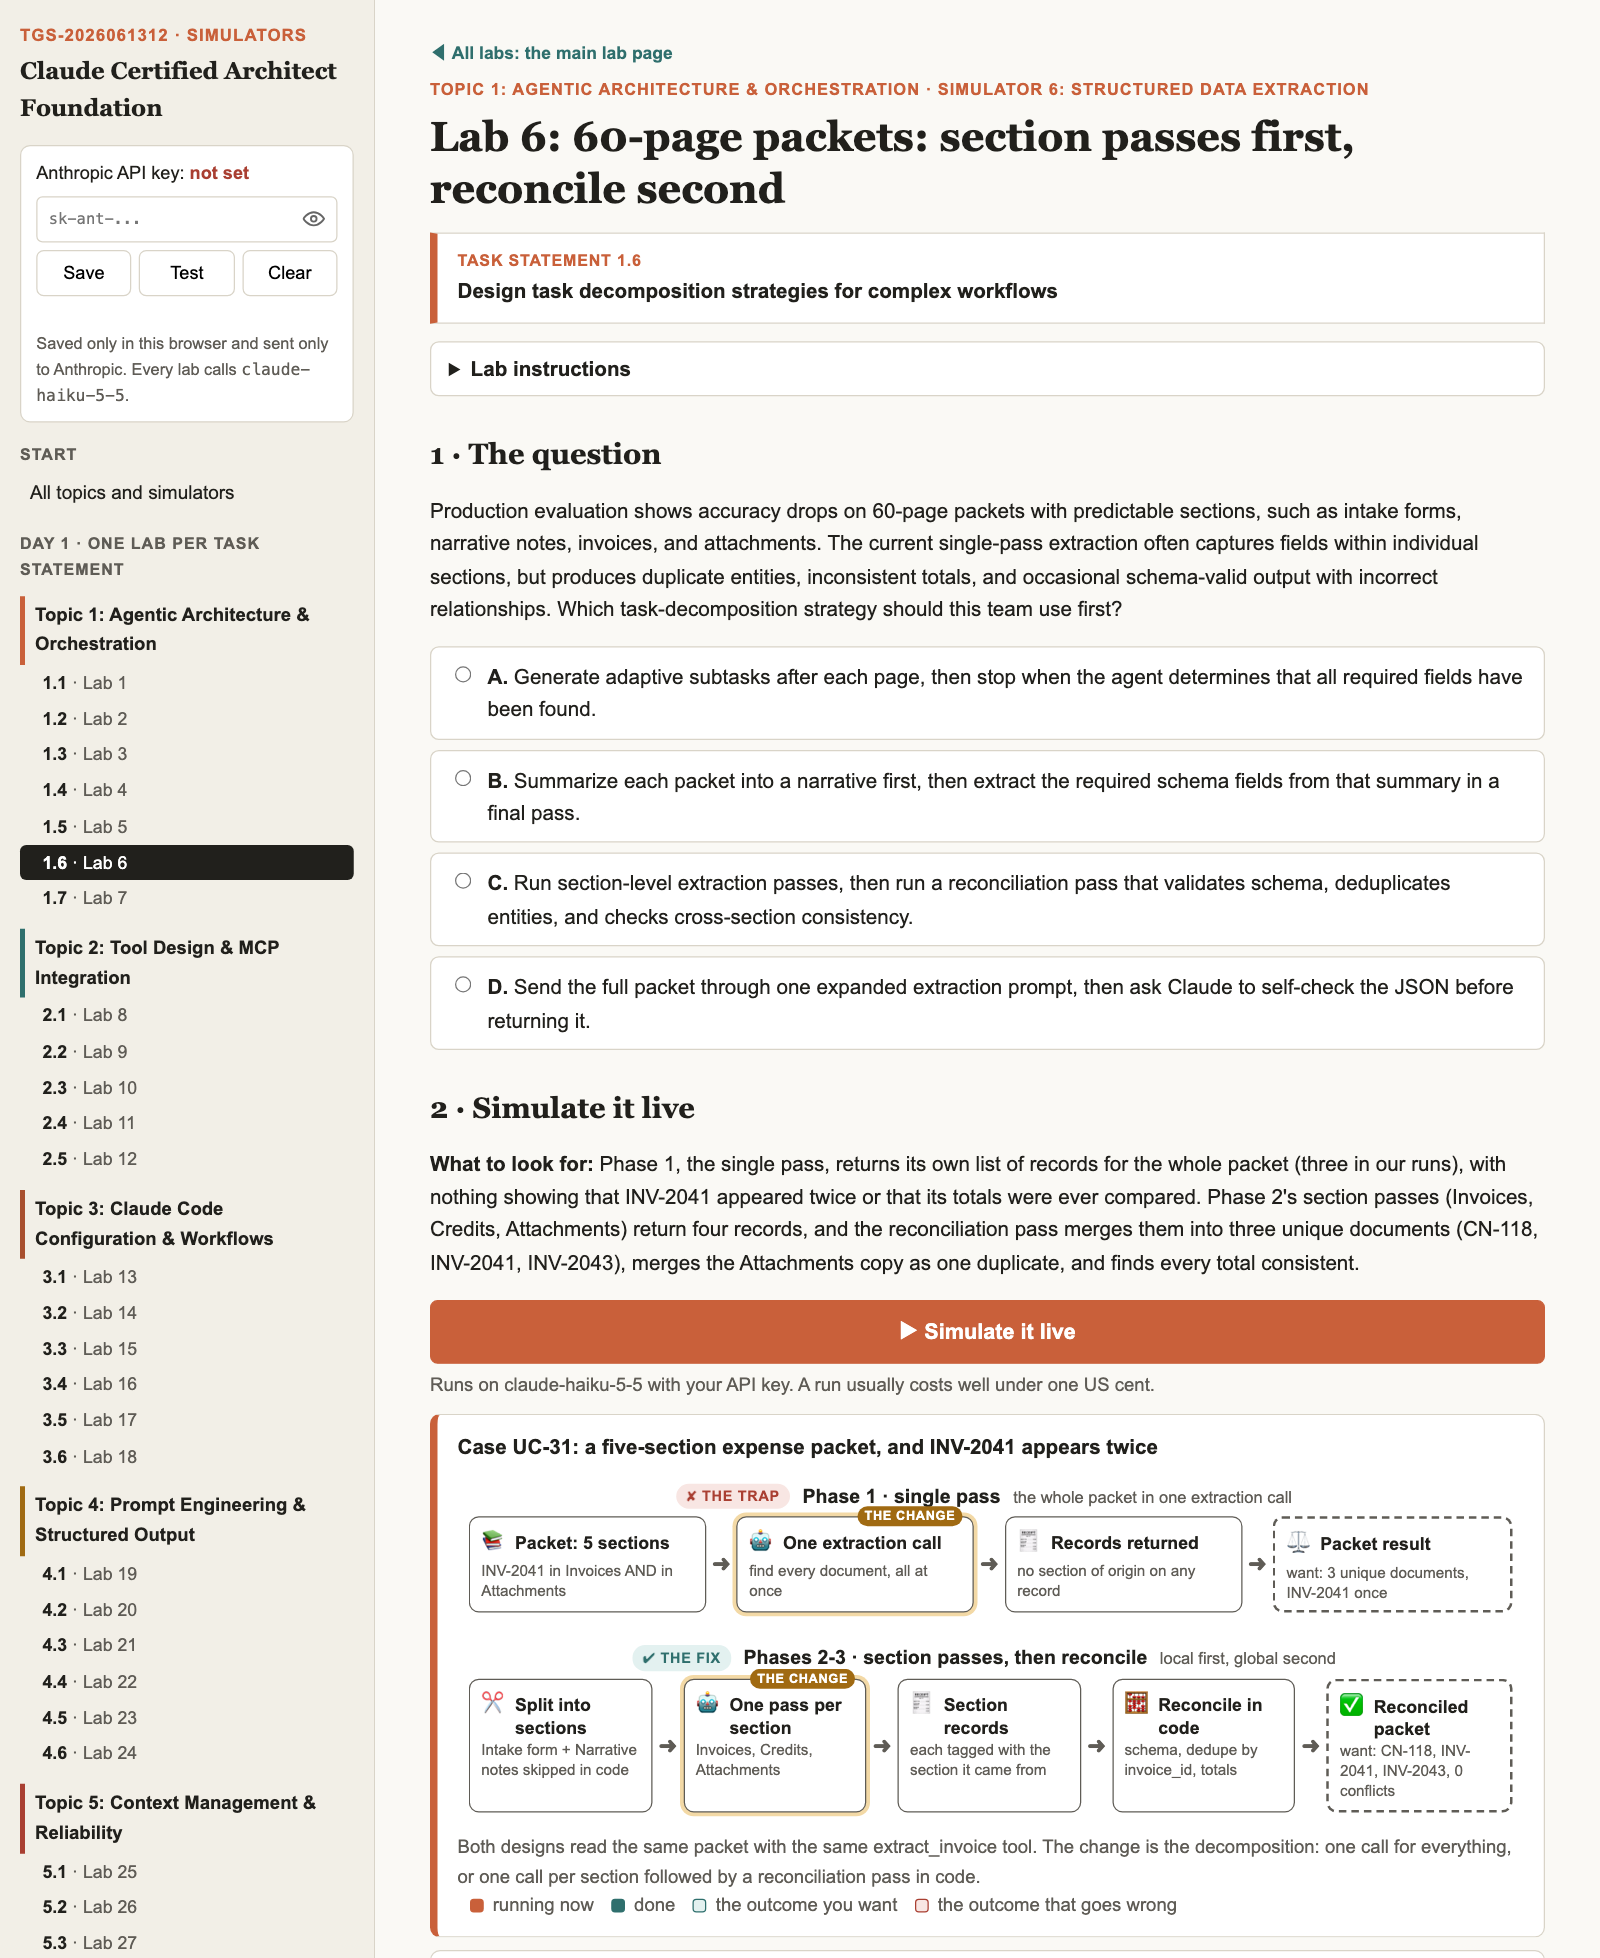 TGS-2026061312 · SIMULATORS
Claude Certified Architect
Foundation
Anthropic API key: not set
sk-ant-...
Save
Test
Clear
Saved only in this browser and sent only
to Anthropic. Every lab calls claude-
haiku-5-5.
START
All topics and simulators
DAY 1 · ONE LAB PER TASK
STATEMENT
Topic 1: Agentic Architecture &
Orchestration
1.1 · Lab 1
1.2 · Lab 2
1.3 · Lab 3
1.4 · Lab 4
1.5 · Lab 5
1.6 · Lab 6
1.7 · Lab 7
Topic 2: Tool Design & MCP
Integration
2.1 · Lab 8
2.2 · Lab 9
2.3 · Lab 10
2.4 · Lab 11
2.5 · Lab 12
Topic 3: Claude Code
Configuration & Workflows
3.1 · Lab 13
3.2 · Lab 14
3.3 · Lab 15
3.4 · Lab 16
3.5 · Lab 17
3.6 · Lab 18
Topic 4: Prompt Engineering &
Structured Output
4.1 · Lab 19
4.2 · Lab 20
4.3 · Lab 21
4.4 · Lab 22
4.5 · Lab 23
4.6 · Lab 24
Topic 5: Context Management &
Reliability
5.1 · Lab 25
5.2 · Lab 26
5.3 · Lab 27
◀ All labs: the main lab page
TOPIC 1: AGENTIC ARCHITECTURE & ORCHESTRATION · SIMULATOR 6: STRUCTURED DATA EXTRACTION
Lab 6: 60-page packets: section passes first,
reconcile second
TASK STATEMENT 1.6
Design task decomposition strategies for complex workflows
▶ Lab instructions
1 · The question
Production evaluation shows accuracy drops on 60-page packets with predictable sections, such as intake forms,
narrative notes, invoices, and attachments. The current single-pass extraction often captures fields within individual
sections, but produces duplicate entities, inconsistent totals, and occasional schema-valid output with incorrect
relationships. Which task-decomposition strategy should this team use first?
A. Generate adaptive subtasks after each page, then stop when the agent determines that all required fields have
been found.
B. Summarize each packet into a narrative first, then extract the required schema fields from that summary in a
final pass.
C. Run section-level extraction passes, then run a reconciliation pass that validates schema, deduplicates
entities, and checks cross-section consistency.
D. Send the full packet through one expanded extraction prompt, then ask Claude to self-check the JSON before
returning it.
2 · Simulate it live
What to look for: Phase 1, the single pass, returns its own list of records for the whole packet (three in our runs), with
nothing showing that INV-2041 appeared twice or that its totals were ever compared. Phase 2's section passes (Invoices,
Credits, Attachments) return four records, and the reconciliation pass merges them into three unique documents (CN-118,
INV-2041, INV-2043), merges the Attachments copy as one duplicate, and finds every total consistent.
▶ Simulate it live
Runs on claude-haiku-5-5 with your API key. A run usually costs well under one US cent.
Case UC-31: a five-section expense packet, and INV-2041 appears twice
✘ THE TRAP Phase 1 · single pass the whole packet in one extraction call
THE CHANGE
Packet: 5 sections
INV-2041 in Invoices AND in
Attachments
➜
One extraction call
find every document, all at
once
➜
Records returned
no section of origin on any
record
➜
Packet result
want: 3 unique documents,
INV-2041 once
✔ THE FIX Phases 2-3 · section passes, then reconcile local first, global second
THE CHANGE
Split into
sections
Intake form + Narrative
notes skipped in code
➜
One pass per
section
Invoices, Credits,
Attachments
➜
Section
records
each tagged with the
section it came from
➜
Reconcile in
code
schema, dedupe by
invoice_id, totals
➜
Reconciled
packet
want: CN-118, INV-
2041, INV-2043, 0
conflicts
Both designs read the same packet with the same extract_invoice tool. The change is the decomposition: one call for everything,
or one call per section followed by a reconciliation pass in code.
running now done the outcome you want the outcome that goes wrong